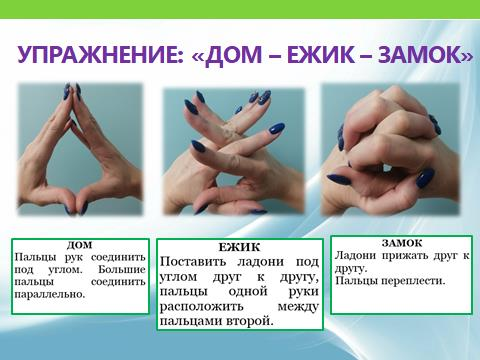 УПРАЖНЕНИЕ: «ДОМ – ЕЖИК – ЗАМОК»
ДОМ
Пальцы рук соединить
под углом. Большие
пальцы соединить
параллельно.
ЕЖИК
Поставить ладони под
углом друг к другу,
пальцы одной руки
расположить между
пальцами второй.
ЗАМОК
Ладони прижать друг к
другу.
Пальцы переплести.